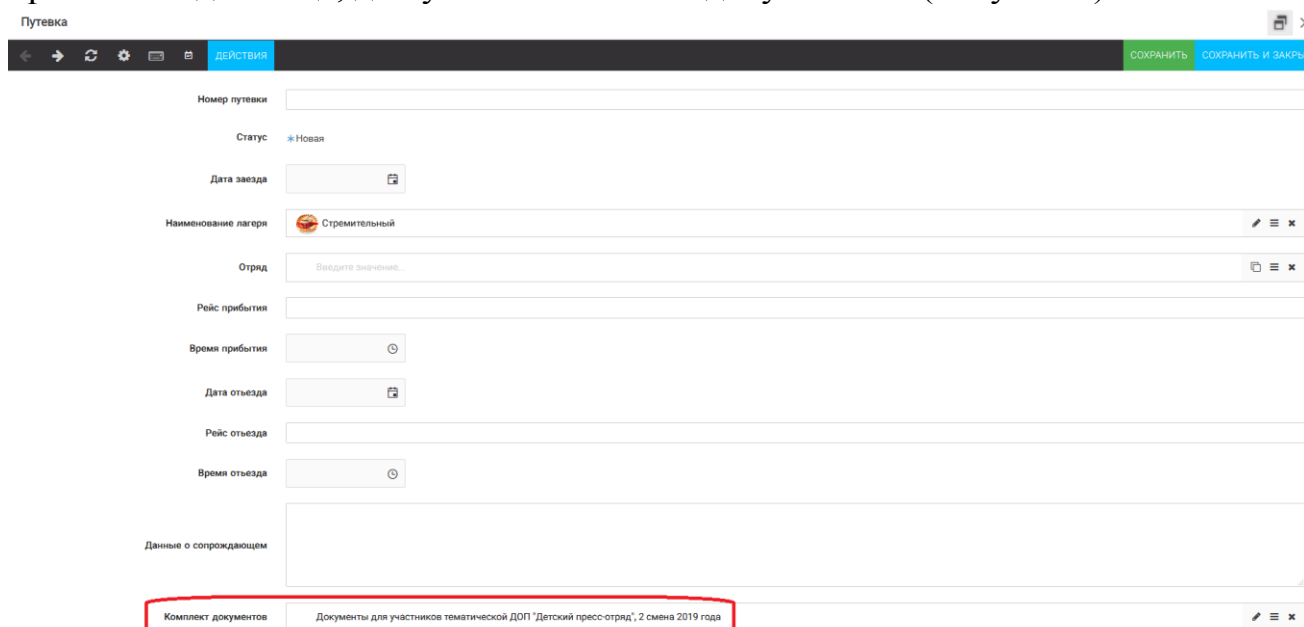 Путевка
ДЕЙСТВИЯ
СОХРАНИТЬ СОХРАНИТЬ И ЗАКРЫ
Номер путевки
Статус Новая
Дата заезда
Наименование лагеря Стремительный
Отряд Введите значение...
Рейс прибытия
Время прибытия
Дата отъезда
Рейс отъезда
Время отъезда
Данные о сопрождающем
Комплект документов Документы для участников тематической ДОП "Детский пресс-отряд", 2 смена 2019 года